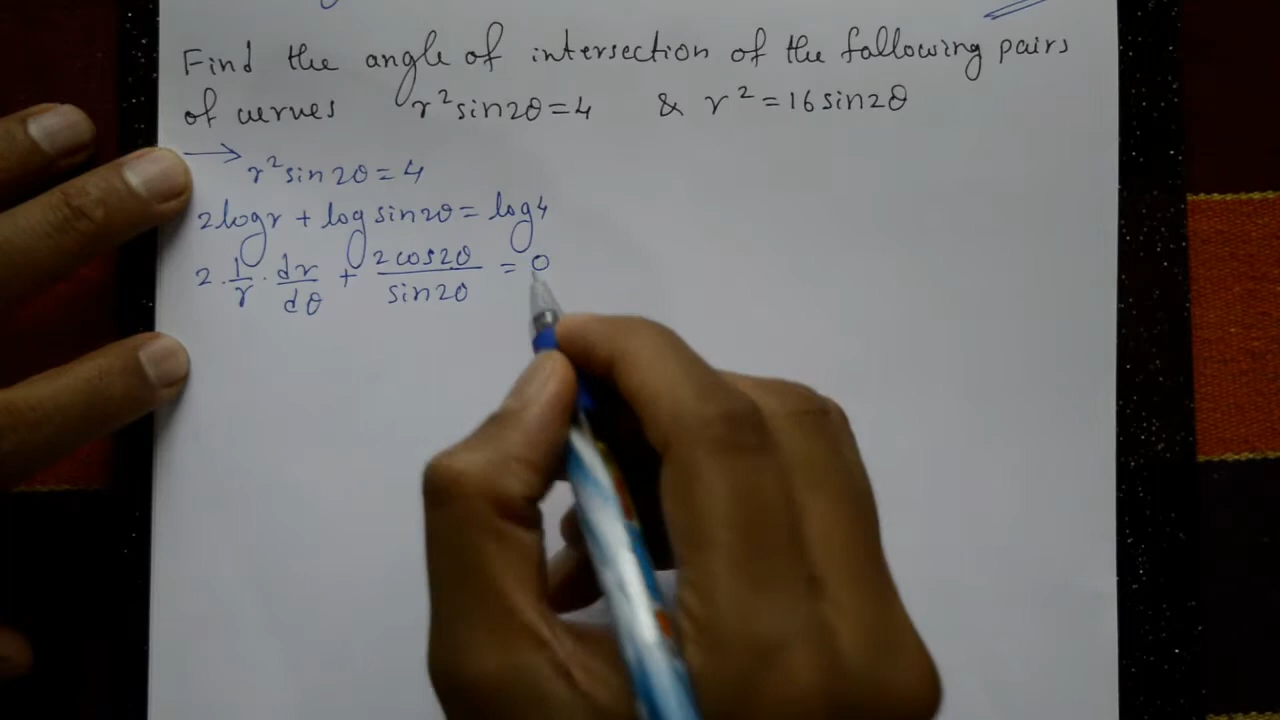 Find the angle of intersection of the following pairs
of curves r²sin2θ=4 & r²=16sin2θ
→ r²sin2θ=4
2logr + log sin2θ = log4
2·1/r·dr/dθ + 2cos2θ/sin2θ = 0